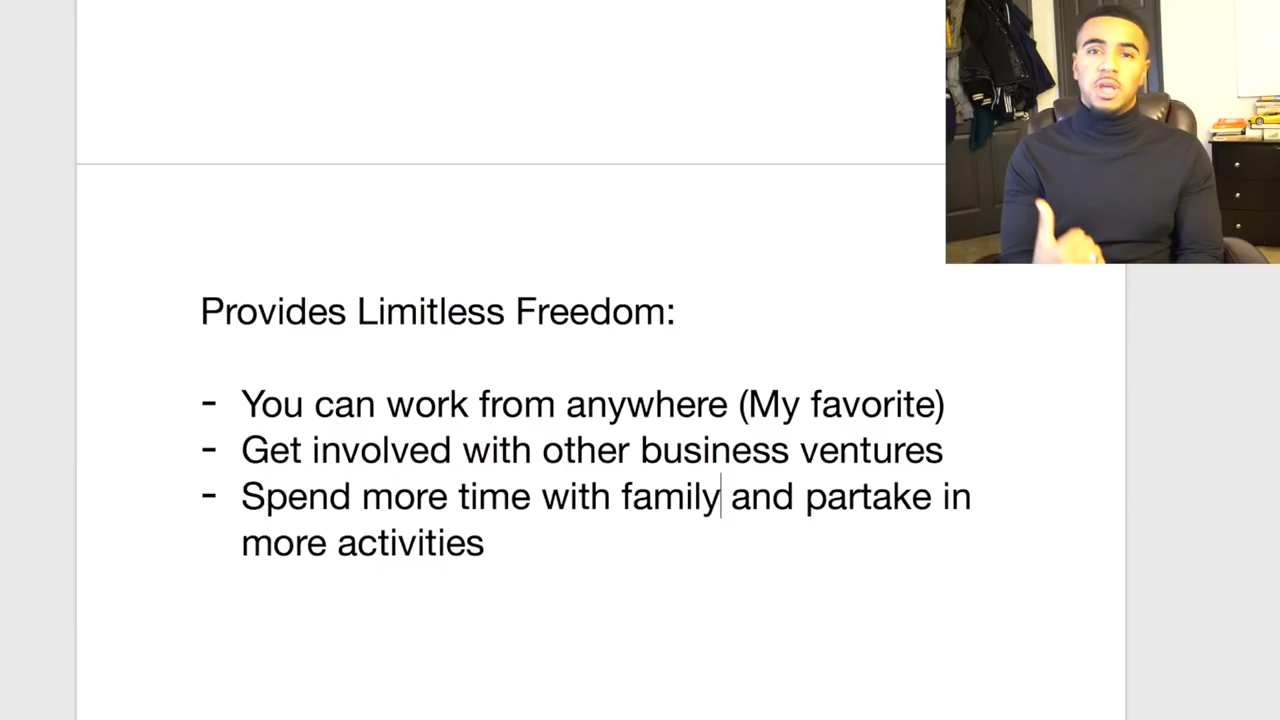 Provides Limitless Freedom:
- You can work from anywhere (My favorite)
- Get involved with other business ventures
- Spend more time with family and partake in
more activities